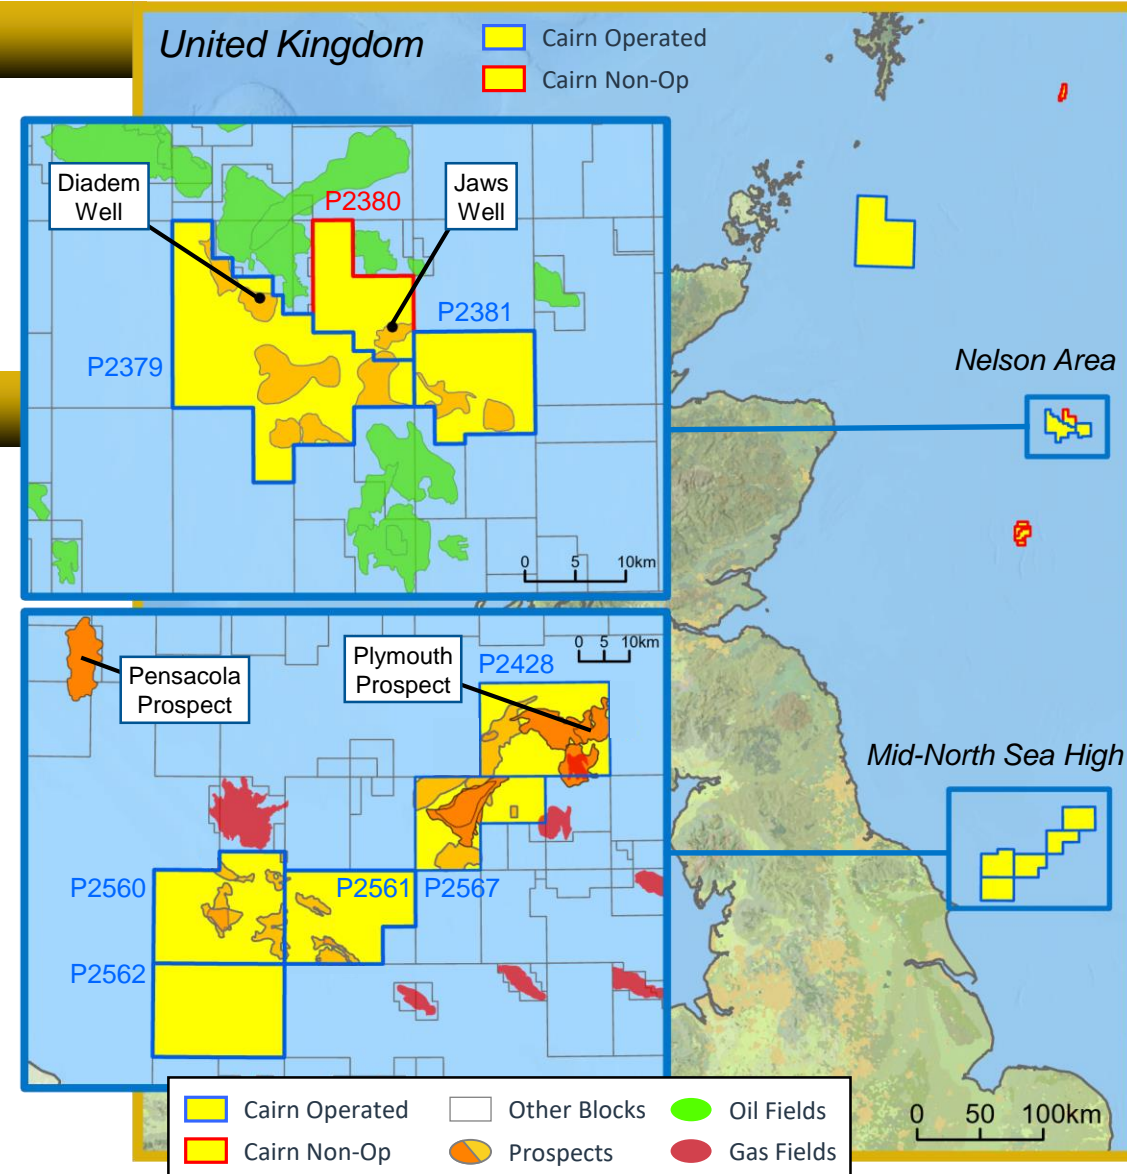 United Kingdom
Cairn Operated
Cairn Non-Op
Diadem
Well
Jaws
Well
P2380
P2381
P2379
0 5 10km
Nelson Area
Pensacola
Prospect
Plymouth
Prospect
0 5 10km
P2428
P2560
P2561
P2567
P2562
Mid-North Sea High
Cairn Operated
Other Blocks
Oil Fields
Cairn Non-Op
Prospects
Gas Fields
0 50 100km